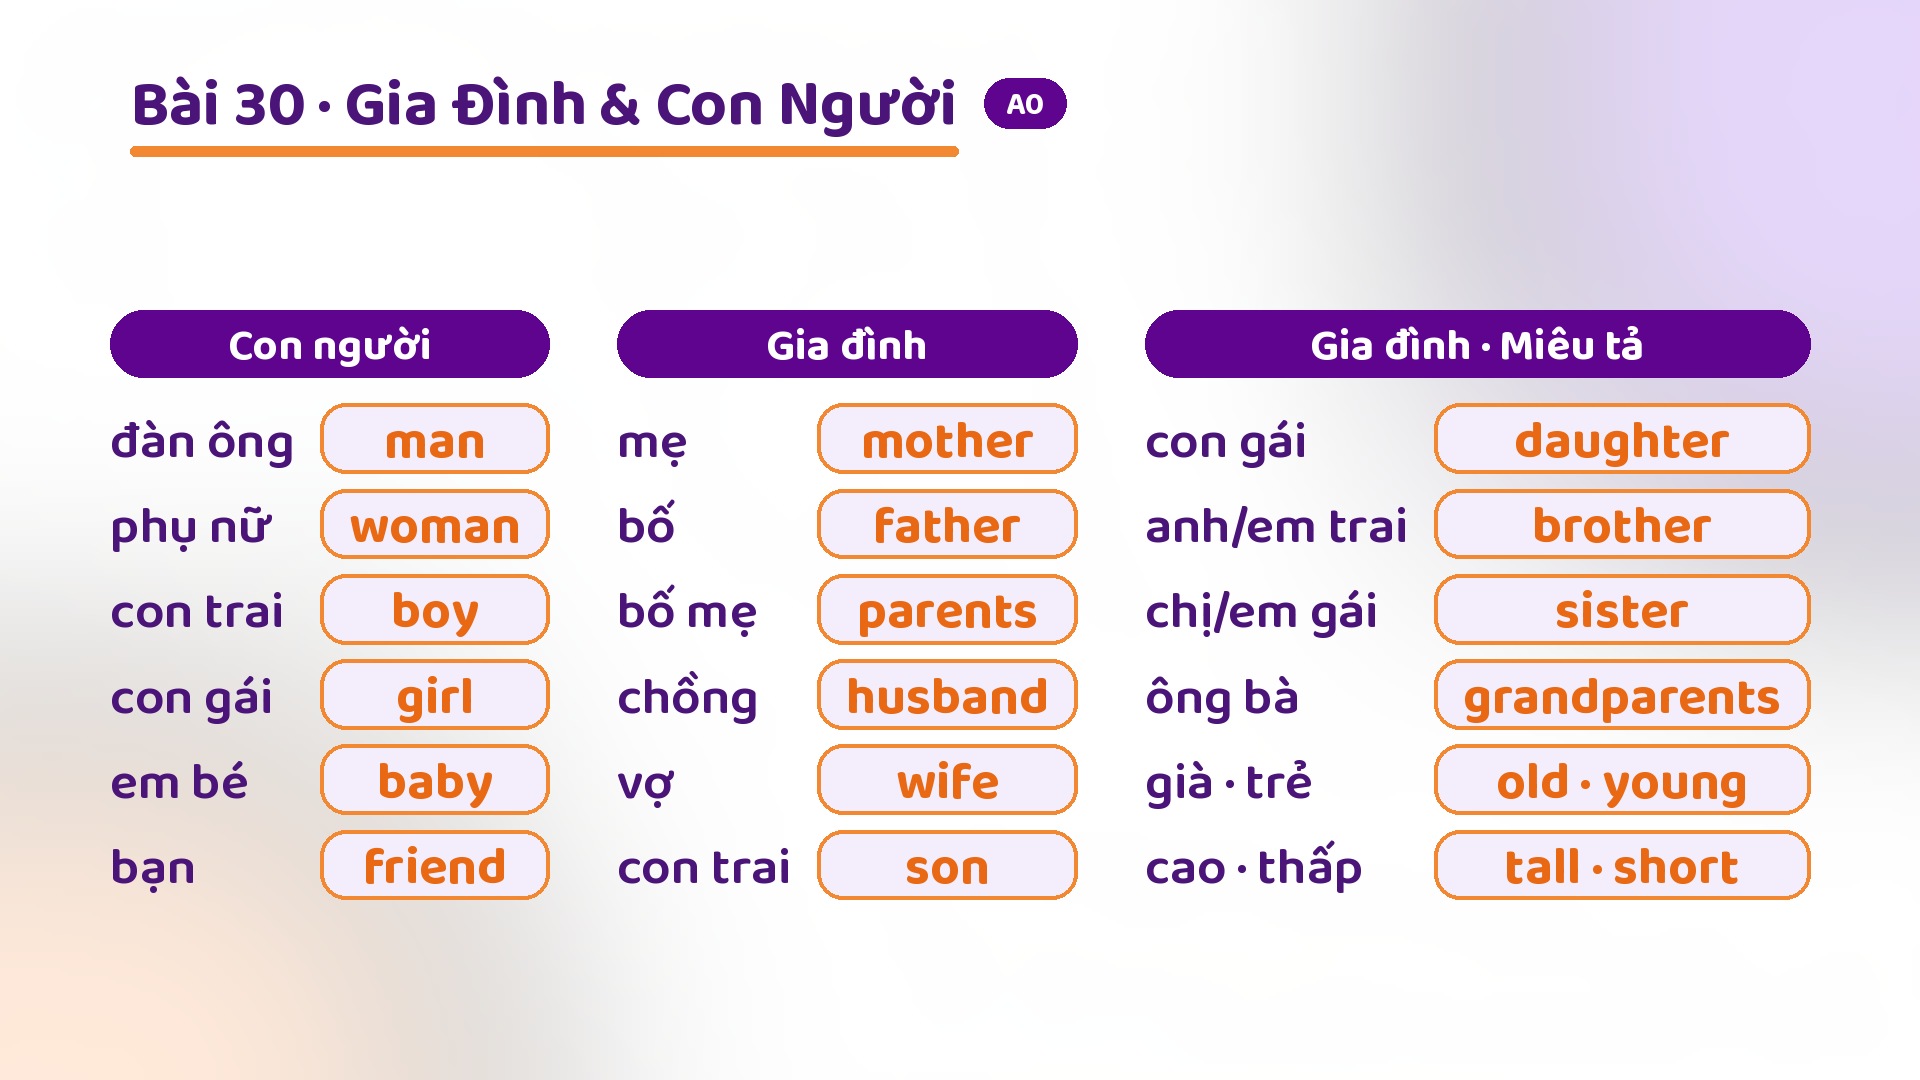 Bài 30 · Gia Đình & Con Người A0
Con người
đàn ông man
phụ nữ woman
con trai boy
con gái girl
em bé baby
bạn friend
Gia đình
mẹ mother
bố father
bố mẹ parents
chồng husband
vợ wife
con trai son
Gia đình · Miêu tả
con gái daughter
anh/em trai brother
chị/em gái sister
ông bà grandparents
già · trẻ old · young
cao · thấp tall · short